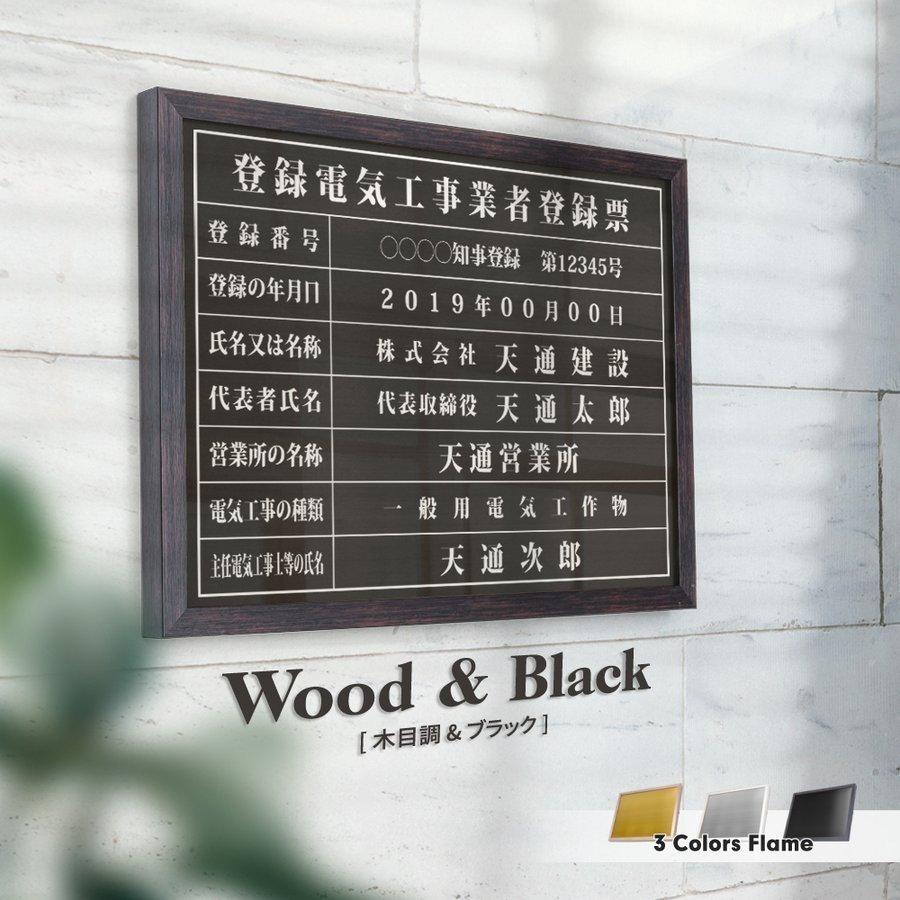 登録電気工事業者登録票
登録番号 〇〇〇〇知事登録 第12345号
登録の年月日 2019年00月00日
氏名又は名称 株式会社 天通建設
代表者氏名 代表取締役 天通太郎
営業所の名称 天通営業所
電気工事の種類 一般用電気工作物
主任電気工事士等の氏名 天通次郎
Wood & Black
[ 木目調 & ブラック ]
3 Colors Flame